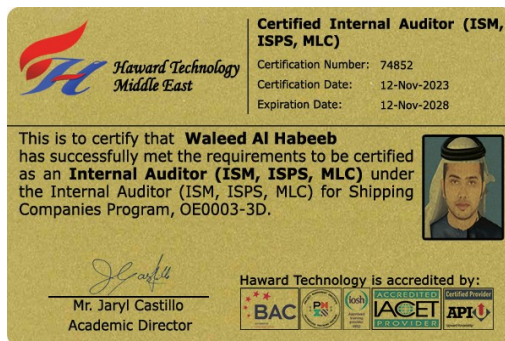 Haward Technology
Middle East
Certified Internal Auditor (ISM,
ISPS, MLC)
Certification Number: 74852
Certification Date: 12-Nov-2023
Expiration Date: 12-Nov-2028
This is to certify that Waleed Al Habeeb
has successfully met the requirements to be certified
as an Internal Auditor (ISM, ISPS, MLC) under
the Internal Auditor (ISM, ISPS, MLC) for Shipping
Companies Program, OE0003-3D.
Mr. Jaryl Castillo
Academic Director
Haward Technology is accredited by:
BAC
PM
iosh
ACCREDITED
IACET
PROVIDER
Certified Provider
API